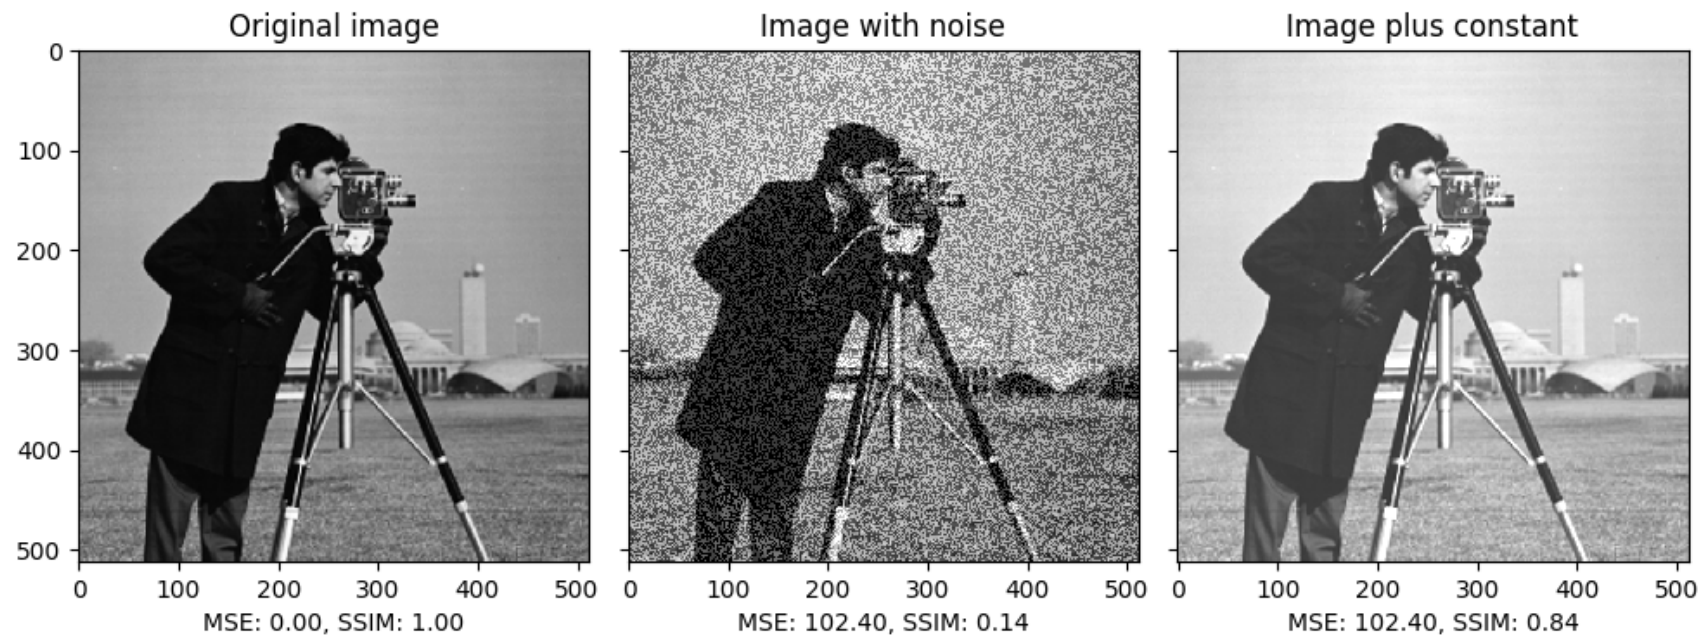 Original image
Image with noise
Image plus constant
0
100
200
300
400
500
0 100 200 300 400 500
0 100 200 300 400 500
0 100 200 300 400 500
MSE: 0.00, SSIM: 1.00
MSE: 102.40, SSIM: 0.14
MSE: 102.40, SSIM: 0.84